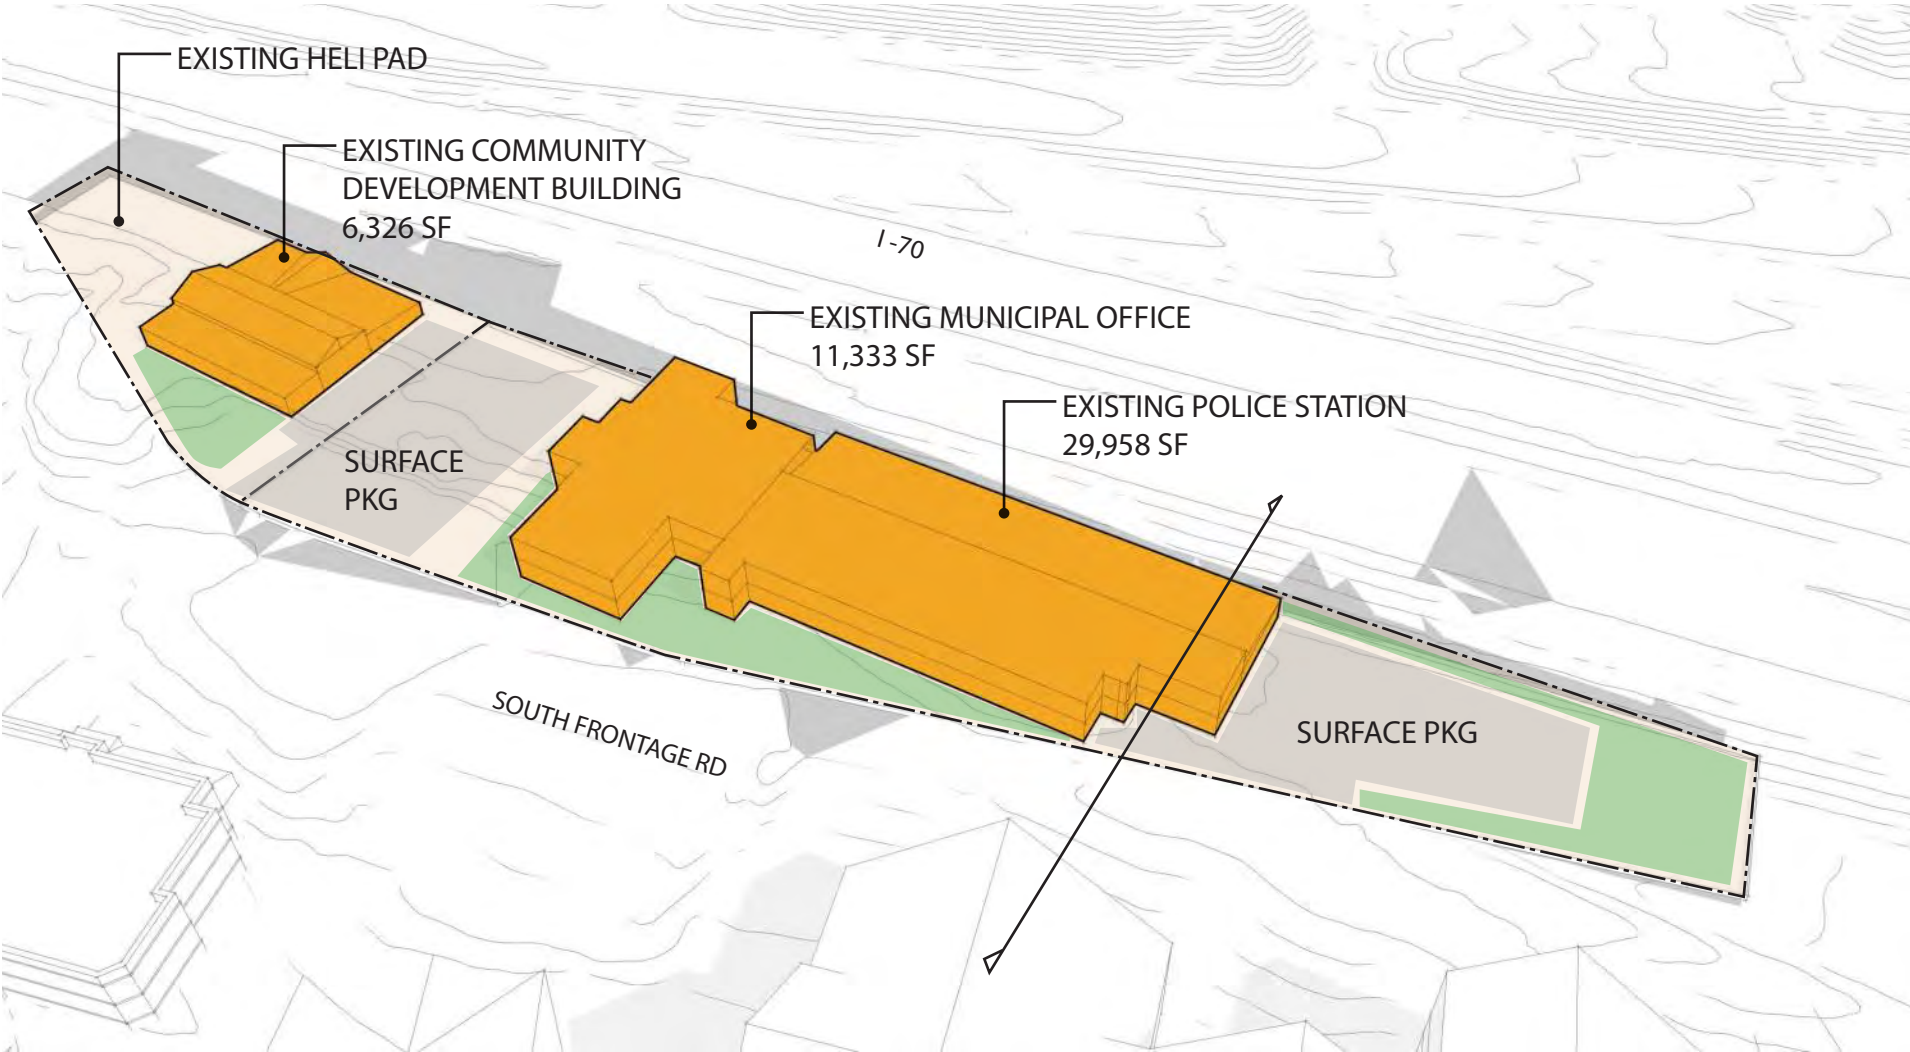 EXISTING HELI PAD
EXISTING COMMUNITY
DEVELOPMENT BUILDING
6,326 SF
I-70
EXISTING MUNICIPAL OFFICE
11,333 SF
EXISTING POLICE STATION
29,958 SF
SURFACE
PKG
SOUTH FRONTAGE RD
SURFACE PKG